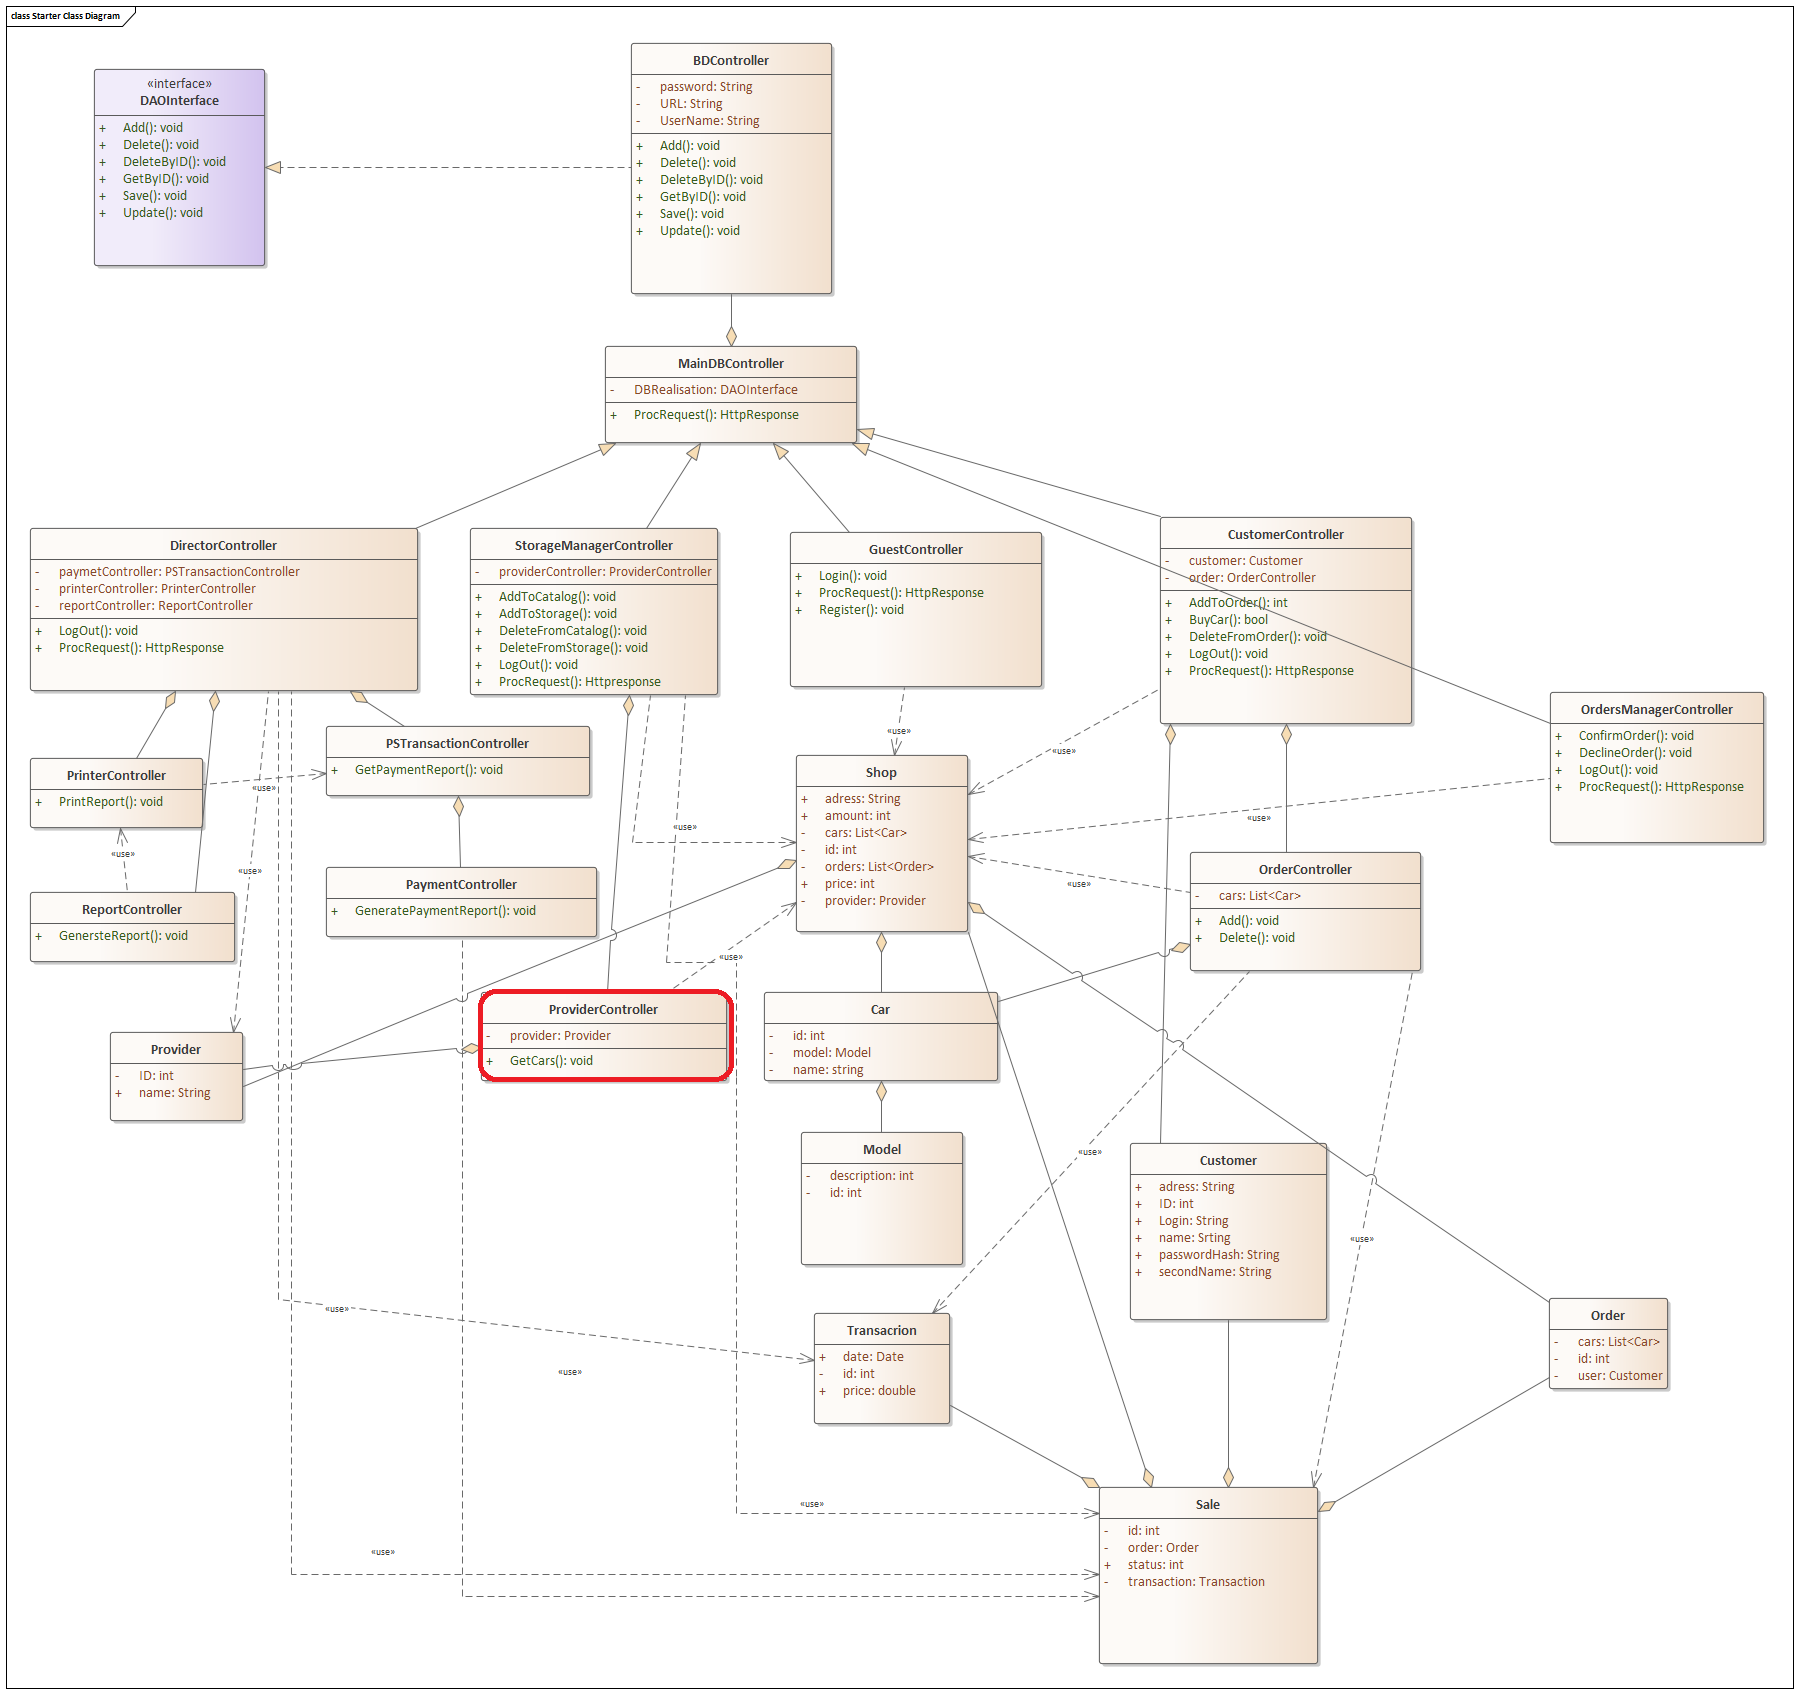 class Starter Class Diagram
«interface»
DAOInterface
+ Add(): void
+ Delete(): void
+ DeleteByID(): void
+ GetByID(): void
+ Save(): void
+ Update(): void
BDController
- password: String
- URL: String
- UserName: String
+ Add(): void
+ Delete(): void
+ DeleteByID(): void
+ GetByID(): void
+ Save(): void
+ Update(): void
MainDBController
- DBRealisation: DAOInterface
+ ProcRequest(): HttpResponse
DirectorController
- paymetController: PSTransactionController
- printerController: PrinterController
- reportController: ReportController
+ LogOut(): void
+ ProcRequest(): HttpResponse
StorageManagerController
- providerController: ProviderController
+ AddToCatalog(): void
+ AddToStorage(): void
+ DeleteFromCatalog(): void
+ DeleteFromStorage(): void
+ LogOut(): void
+ ProcRequest(): Httpresponse
GuestController
+ Login(): void
+ ProcRequest(): HttpResponse
+ Register(): void
CustomerController
- customer: Customer
- order: OrderController
+ AddToOrder(): int
+ BuyCar(): bool
+ DeleteFromOrder(): void
+ LogOut(): void
+ ProcRequest(): HttpResponse
OrdersManagerController
+ ConfirmOrder(): void
+ DeclineOrder(): void
+ LogOut(): void
+ ProcRequest(): HttpResponse
PrinterController
+ PrintReport(): void
PSTransactionController
+ GetPaymentReport(): void
«use»
«use»
«use»
«use»
«use»
Shop
+ adress: String
+ amount: int
- cars: List<Car>
- id: int
- orders: List<Order>
+ price: int
- provider: Provider
«use»
«use»
«use»
«use»
«use»
OrderController
- cars: List<Car>
+ Add(): void
+ Delete(): void
ReportController
+ GenersteReport(): void
PaymentController
+ GeneratePaymentReport(): void
Provider
- ID: int
+ name: String
ProviderController
- provider: Provider
+ GetCars(): void
Car
- id: int
- model: Model
- name: string
Model
- description: int
- id: int
«use»
Customer
+ adress: String
+ ID: int
+ Login: String
+ name: Srting
+ passwordHash: String
+ secondName: String
«use»
«use»
«use»
Transacrion
+ date: Date
- id: int
+ price: double
Order
- cars: List<Car>
- id: int
- user: Customer
«use»
«use»
Sale
- id: int
- order: Order
+ status: int
- transaction: Transaction